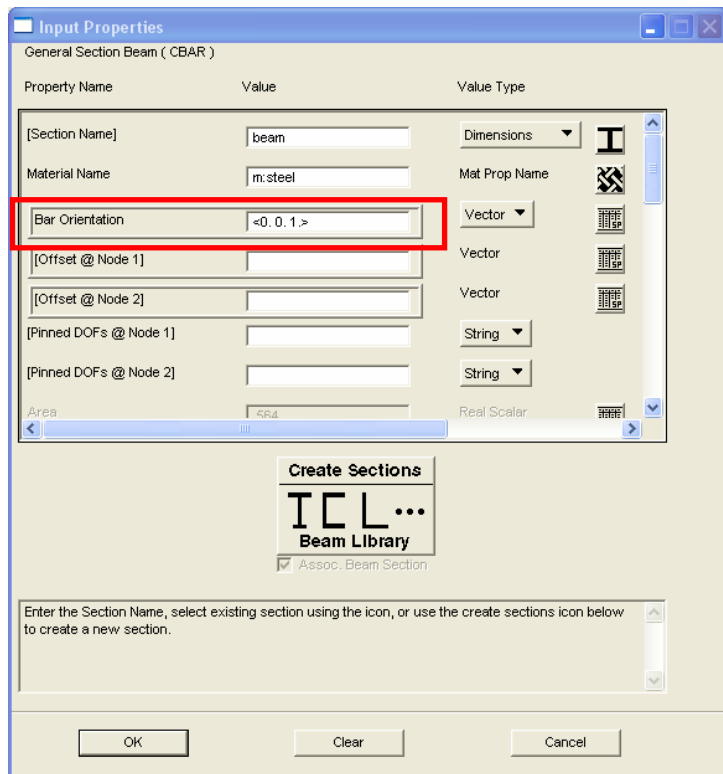 Input Properties
General Section Beam ( CBAR )
Property Name Value Value Type
[Section Name] beam Dimensions
Material Name m:steel Mat Prop Name
Bar Orientation <0. 0. 1.> Vector
SP
[Offset @ Node 1] Vector
SP
[Offset @ Node 2] Vector
SP
[Pinned DOFs @ Node 1] String
[Pinned DOFs @ Node 2] String
Area .564 Real Scalar
Create Sections
Beam Library
Assoc. Beam Section
Enter the Section Name, select existing section using the icon, or use the create sections icon below
to create a new section.
OK Clear Cancel